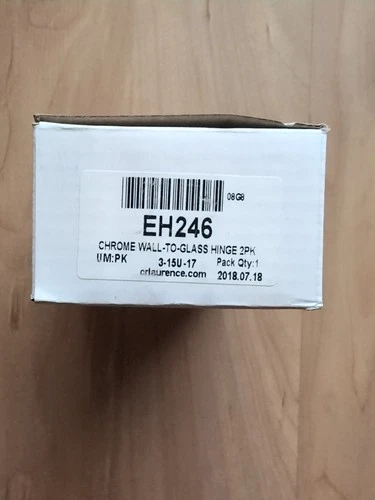 08G8
EH246
CHROME WALL-TO-GLASS HINGE 2PK
UM:PK 3-15U-17 Pack Qty:1
crlaurence.com 2018.07.18